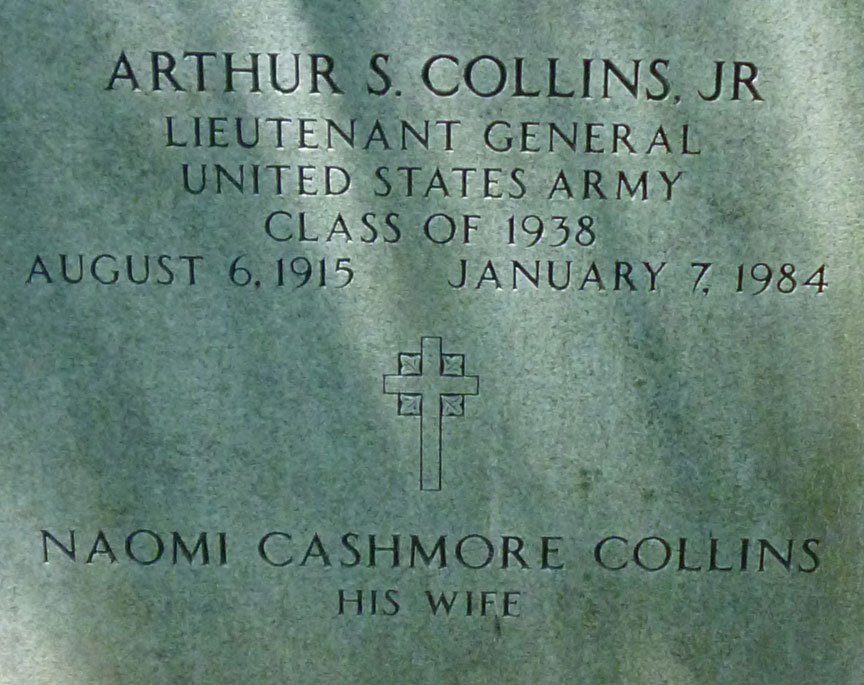 ARTHUR S. COLLINS, JR
LIEUTENANT GENERAL
UNITED STATES ARMY
CLASS OF 1938
AUGUST 6, 1915 JANUARY 7, 1984
NAOMI CASHMORE COLLINS
HIS WIFE